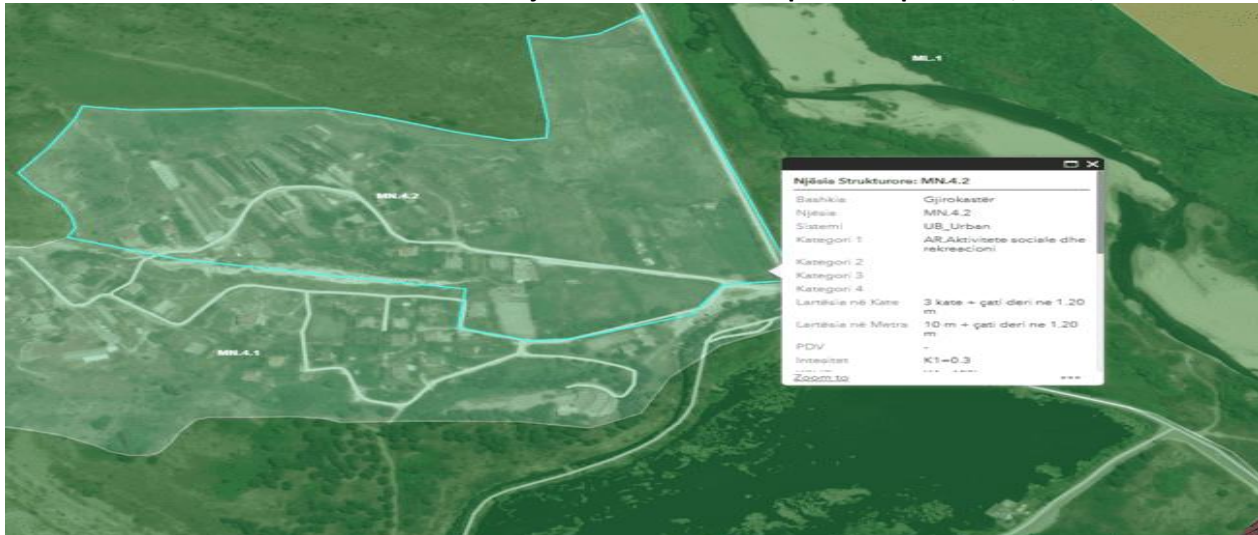 ML.1
MN.4.2
MN.4.1
Njësia Strukturore: MN.4.2
Bashkia Gjirokastër
Njësia MN.4.2
Sistemi UB_Urban
Kategori 1 AR.Aktivitete sociale dhe
rekreacioni
Kategori 2
Kategori 3
Kategori 4
Lartësia në Kate 3 kate + çati deri ne 1.20
m
Lartësia në Metra 10 m + çati deri ne 1.20
m
PDV -
Intesitet K1=0.3
Zoom to